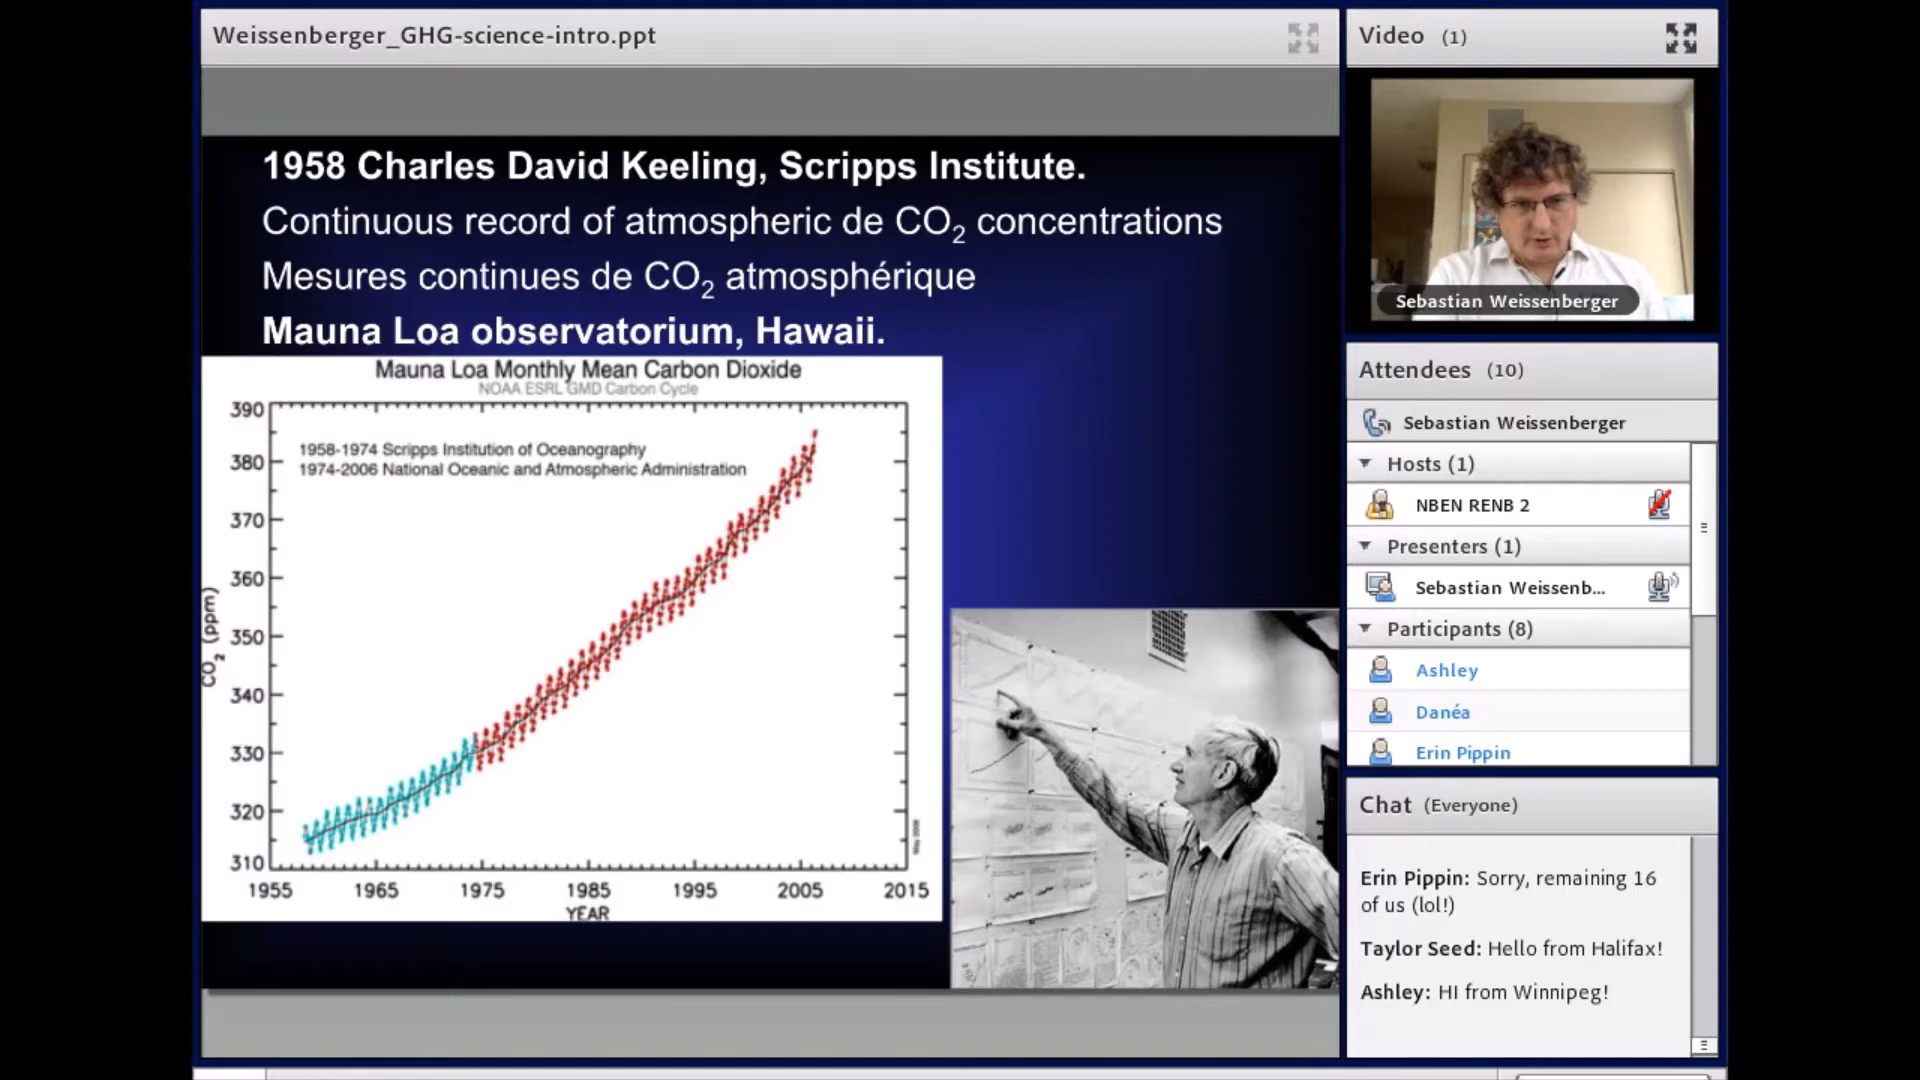 Weissenberger_GHG-science-intro.ppt
1958 Charles David Keeling, Scripps Institute.
Continuous record of atmospheric de CO₂ concentrations
Mesures continues de CO₂ atmosphérique
Mauna Loa observatorium, Hawaii.
Mauna Loa Monthly Mean Carbon Dioxide
NOAA ESRL GMD Carbon Cycle
1958-1974 Scripps Institution of Oceanography
1974-2006 National Oceanic and Atmospheric Administration
CO₂ (ppm)
390
380
370
360
350
340
330
320
310
1955 1965 1975 1985 1995 2005 2015
YEAR
Video (1)
Sebastian Weissenberger
Attendees (10)
Sebastian Weissenberger
Hosts (1)
NBEN RENB 2
Presenters (1)
Sebastian Weissenb...
Participants (8)
Ashley
Danéa
Erin Pippin
Chat (Everyone)
Erin Pippin: Sorry, remaining 16
of us (lol!)
Taylor Seed: Hello from Halifax!
Ashley: HI from Winnipeg!